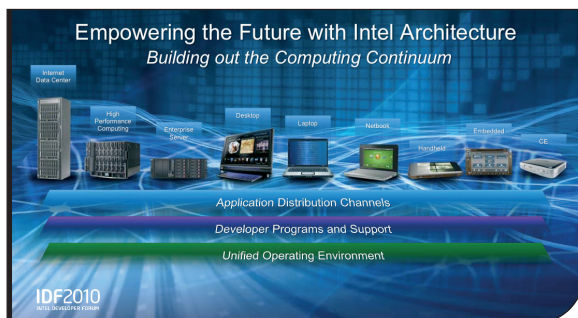 Empowering the Future with Intel Architecture
Building out the Computing Continuum
Internet
Data Center
High
Performance
Computing
Enterprise
Server
Desktop
Laptop
Netbook
Handheld
Embedded
CE
Application Distribution Channels
Developer Programs and Support
Unified Operating Environment
IDF2010
INTEL DEVELOPER FORUM